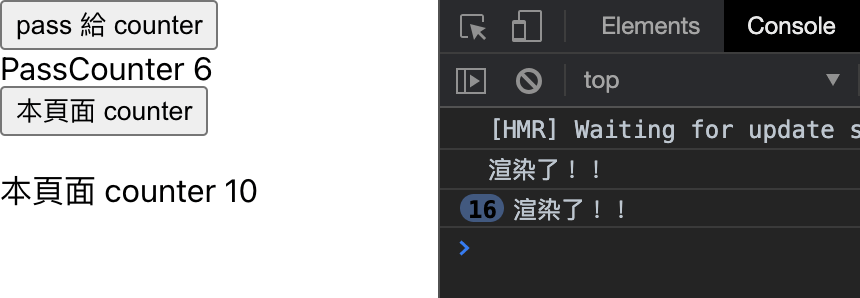 pass 給 counter
PassCounter 6
本頁面 counter
本頁面 counter 10
Elements Console
top
[HMR] Waiting for update s
渲染了！！
16 渲染了！！